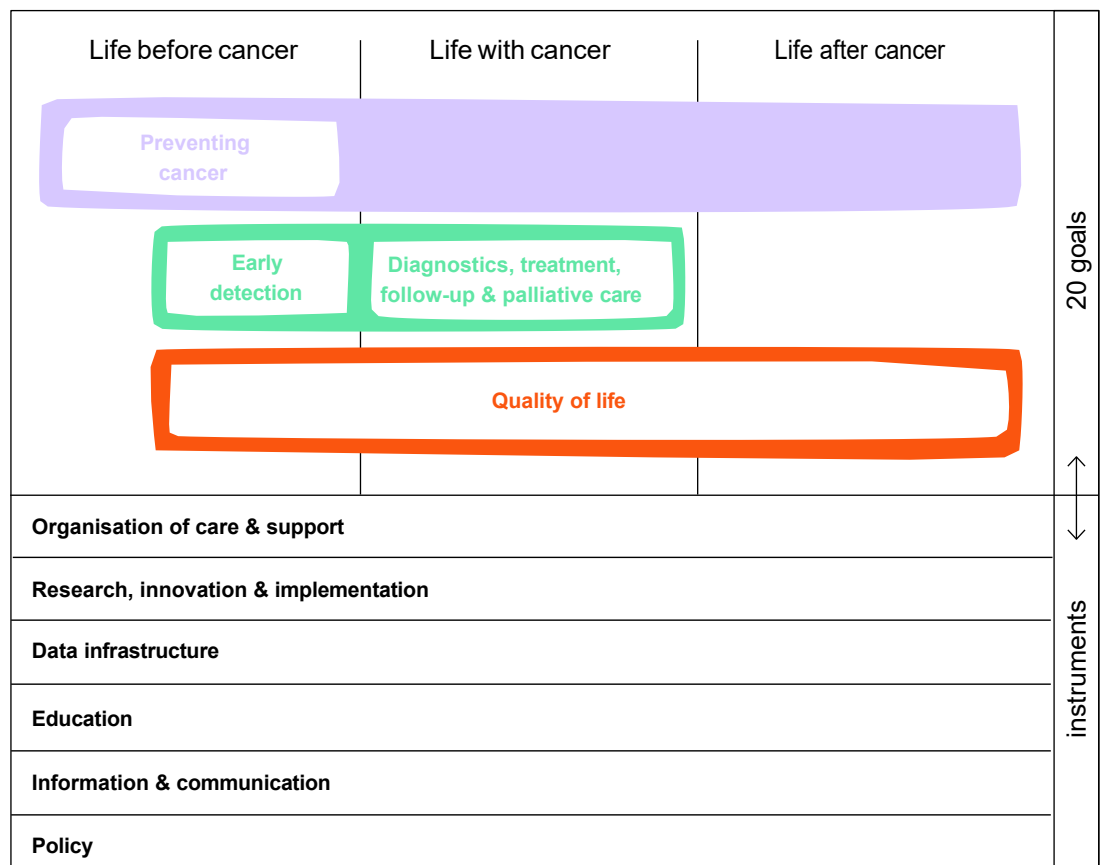 Life before cancer
Life with cancer
Life after cancer
Preventing
cancer
Early
detection
Diagnostics, treatment,
follow-up & palliative care
Quality of life
20 goals
Organisation of care & support
Research, innovation & implementation
Data infrastructure
Education
Information & communication
Policy
instruments